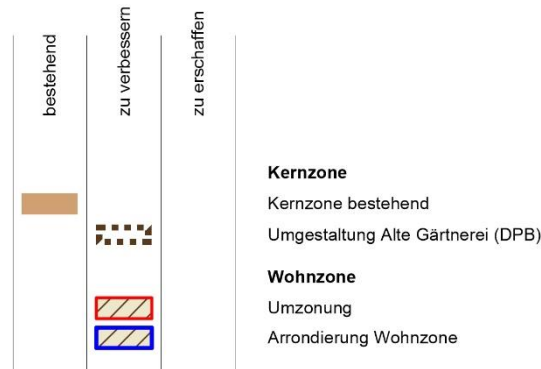 bestehend
zu verbessern
zu erschaffen
Kernzone
Kernzone bestehend
Umgestaltung Alte Gärtnerei (DPB)
Wohnzone
Umzonung
Arrondierung Wohnzone